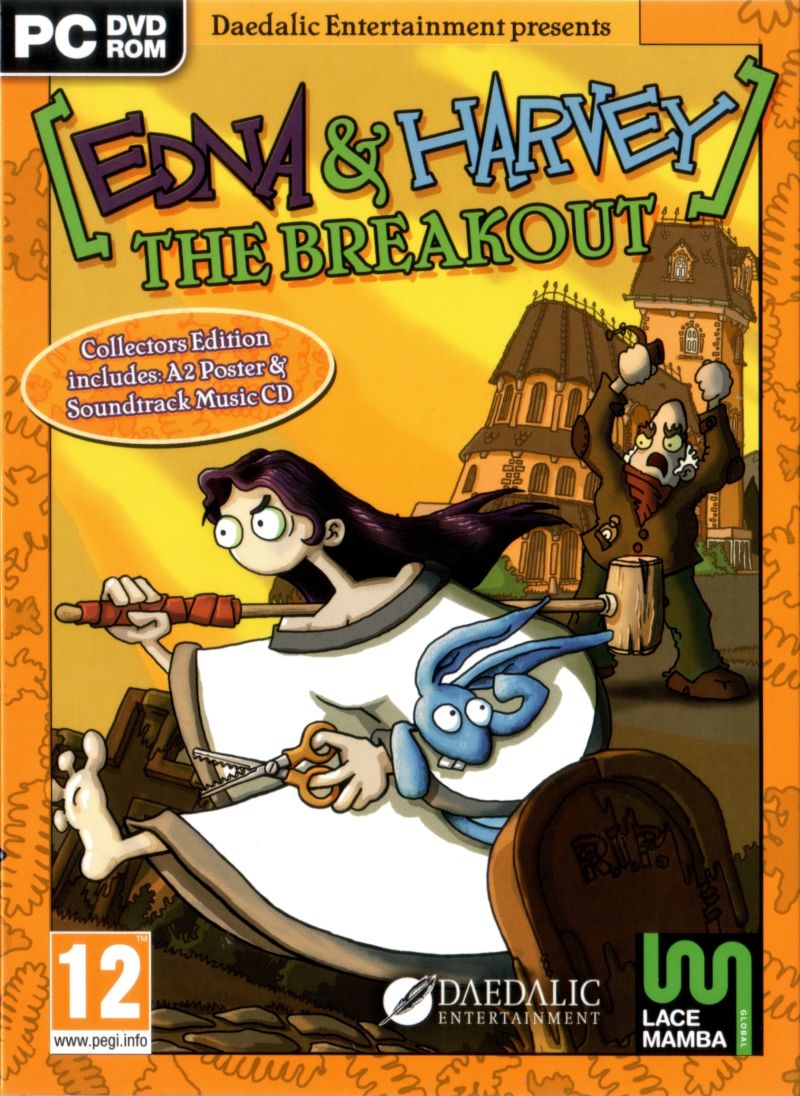 PC DVD ROM
Daedalic Entertainment presents
[EDNA & HARVEY]
THE BREAKOUT
Collectors Edition
includes: A2 Poster &
Soundtrack Music CD
R.I.P.
12™
www.pegi.info
DAEDALIC
ENTERTAINMENT
LACE
MAMBA
GLOBAL